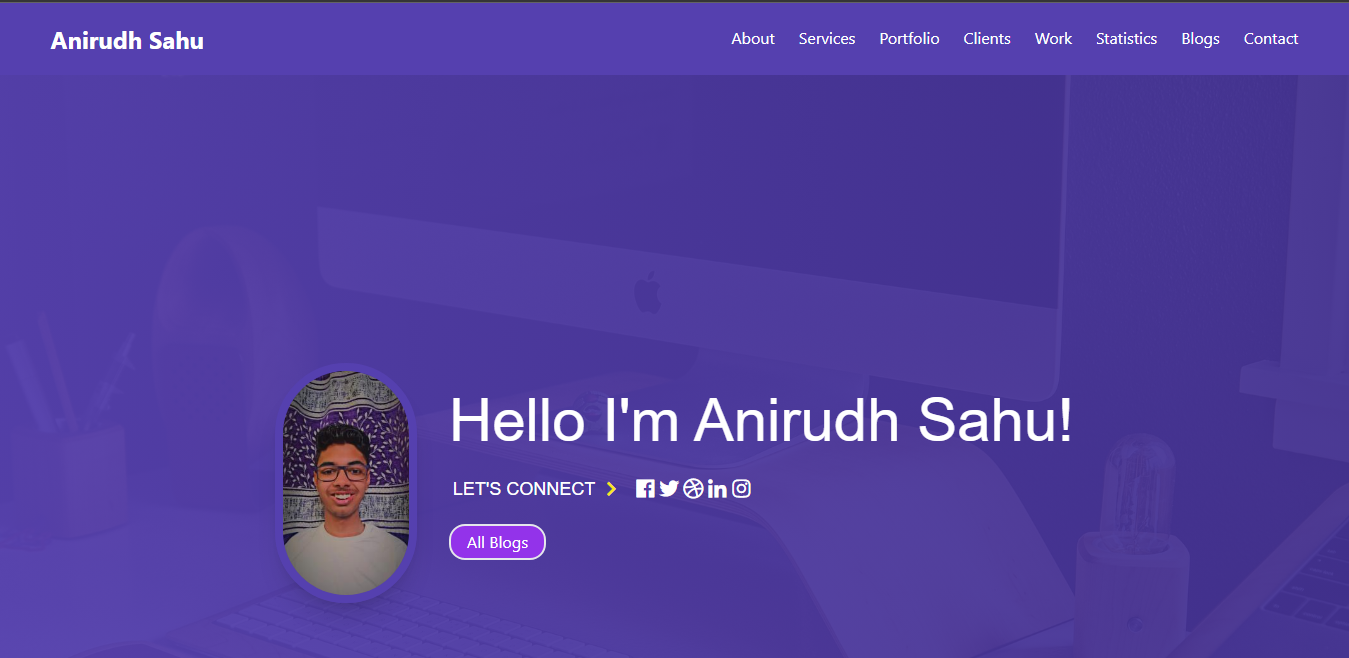 Anirudh Sahu
About Services Portfolio Clients Work Statistics Blogs Contact
Hello I'm Anirudh Sahu!
LET'S CONNECT
All Blogs